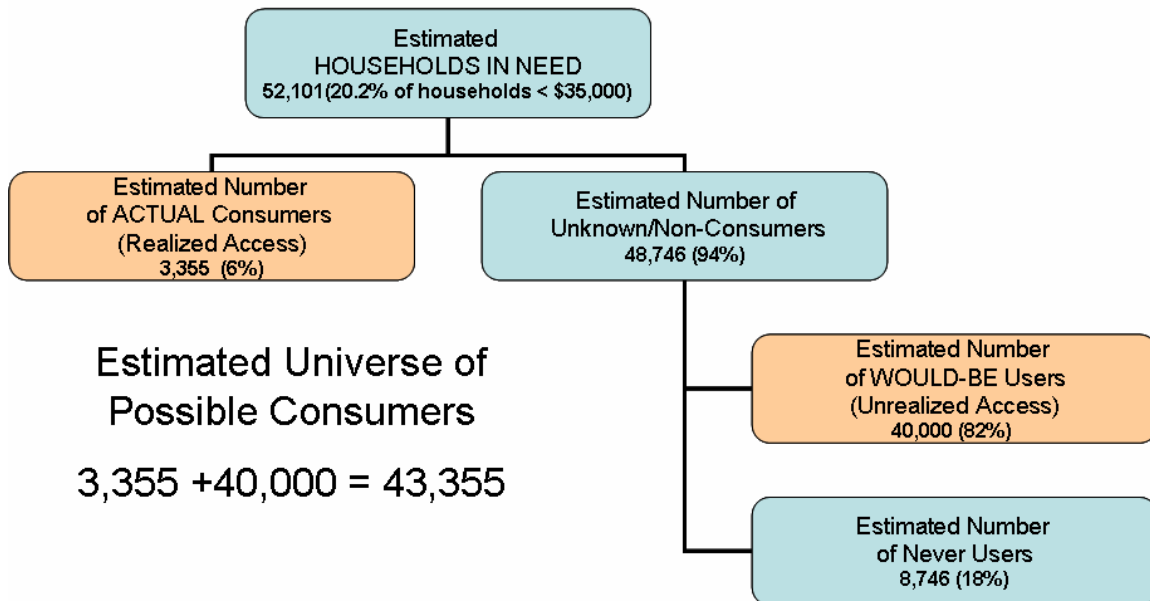 Estimated
HOUSEHOLDS IN NEED
52,101(20.2% of households < $35,000)
Estimated Number
of ACTUAL Consumers
(Realized Access)
3,355 (6%)
Estimated Number of
Unknown/Non-Consumers
48,746 (94%)
Estimated Universe of
Possible Consumers
3,355 +40,000 = 43,355
Estimated Number
of WOULD-BE Users
(Unrealized Access)
40,000 (82%)
Estimated Number
of Never Users
8,746 (18%)